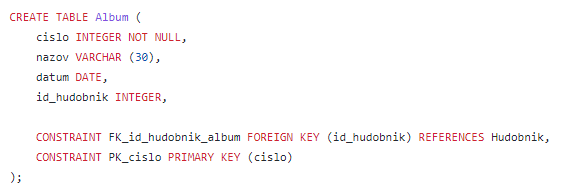 CREATE TABLE Album (
    cislo INTEGER NOT NULL,
    nazov VARCHAR (30),
    datum DATE,
    id_hudobnik INTEGER,
    CONSTRAINT FK_id_hudobnik_album FOREIGN KEY (id_hudobnik) REFERENCES Hudobnik,
    CONSTRAINT PK_cislo PRIMARY KEY (cislo)
);